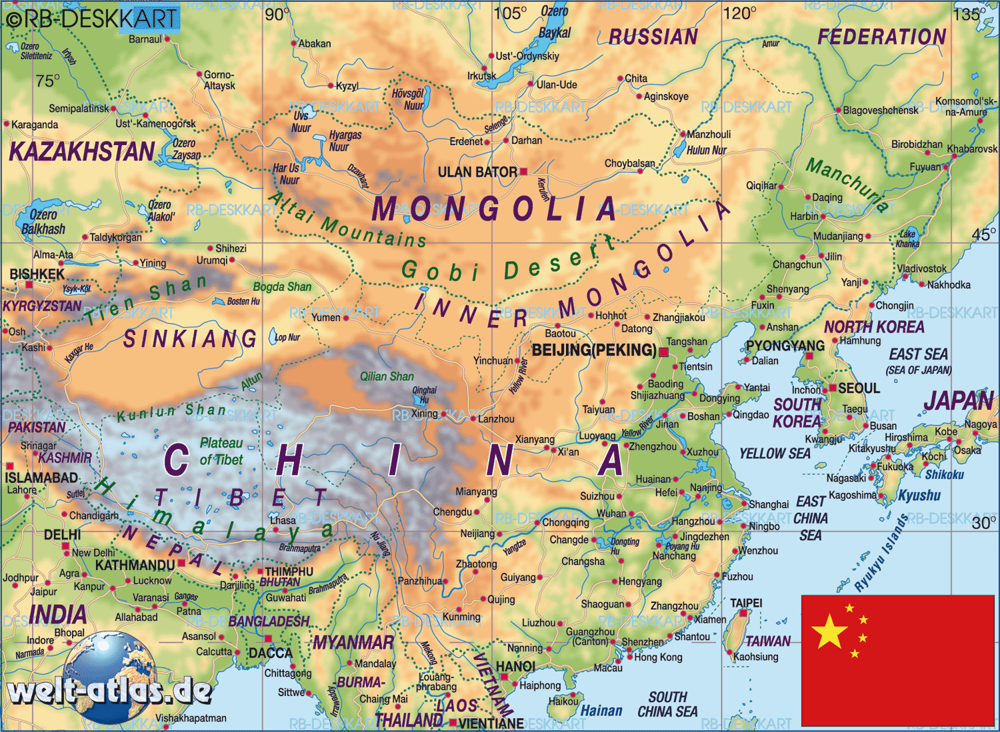 ©RB-DESKKART
90°
105°
120°
135°
75°
45°
30°
Ozero
Baykal
RUSSIAN
FEDERATION
Barnaul
Abakan
Ust'-Ordynskiy
Amur
Ozero
Siletiteniz
Irtysh
Gorno-
Altaysk
Kyzyl
Irkutsk
Ulan-Ude
Chita
Aginskoye
Hövsgöl
Nuur
Semipalatinsk
Ust'-Kamenogorsk
Karaganda
Uvs
Nuur
Hyargas
Nuur
Selenge
Blagoveshchensk
Komsomol'sk-
na-Amure
KAZAKHSTAN
Ozero
Zaysan
Erdenet
Darhan
Manzhouli
Hulun Nur
Birobidzhan
Khabarovsk
Fuyuan
Har Us
Nuur
Dzavhant
ULAN BATOR
Kerulen
Choybalsan
Manchuria
Qiqihar
Daqing
Ozero
Balkhash
Ozero
Alakol'
Altai Mountains
MONGOLIA
Harbin
Mudanjiang
Lake
Khanka
Taldykorgan
Shihezi
Urumqi
Alma-Ata
Yining
BISHKEK
Ysyk-Köl
KYRGYZSTAN
Tien Shan
Bogda Shan
Bosten Hu
Gobi Desert
INNER MONGOLIA
Jilin
Changchun
Vladivostok
Yanji
Nakhodka
Shenyang
Fuxin
Chongjin
Osh
Kashi
Kaxgar He
SINKIANG
Lop Nur
Yumen
Hohhot
Baotou
Datong
Zhangjiakou
Anshan
NORTH KOREA
Hamhung
PYONGYANG
EAST SEA
(SEA OF JAPAN)
BEIJING(PEKING)
Tangshan
Dalian
Tientsin
Yinchuan
Yellow River
Altun
Qilian Shan
Qinghai
Hu
Baoding
Shijiazhuang
Yantai
Dongying
Inchon
SEOUL
JAPAN
SOUTH
KOREA
Taegu
Kunlun Shan
Xining
Lanzhou
Taiyuan
Jinan
Boshan
Qingdao
Busan
Nagoya
PAKISTAN
Srinagar
KASHMIR
Plateau
of Tibet
Xianyang
Xi'an
Luoyang
Yellow River
Zhengzhou
Xuzhou
Kwangju
Hiroshima
Kobe
Kitakyushu
Osaka
Kochi
YELLOW SEA
CHINA
Fukuoka
Shikoku
Nagasaki
ISLAMABAD
Lahore
Sutlej
Himalaya
TIBET
Huainan
Nanjing
Hefei
Kagoshima
Kyushu
Mianyang
Suizhou
Chengdu
Wuhan
Shanghai
EAST
CHINA
SEA
Chandigarh
Lhasa
Chongqing
Hangzhou
Ningbo
DELHI
New Delhi
NEPAL
Brahmaputra
Nu Jiang
Neijiang
Changde
Dongting
Hu
Jingdezhen
Poyang Hu
Nanchang
Yangtze
Wenzhou
Ryukyu Islands
KATHMANDU
THIMPHU
BHUTAN
Changsha
Zhaotong
Jodhpur
Agra
Jaipur
Kanpur
Lucknow
Darjiling
Guwahati
Brahmaputra
Panzhihua
Guiyang
Hengyang
Fuzhou
Varanasi
Ganges
Patna
Allahabad
INDIA
Qujing
Kunming
Shaoguan
Zhangzhou
Xiamen
TAIPEI
BANGLADESH
Bhopal
Indore
Narmada
Asansol
Calcutta
DACCA
MYANMAR
-BURMA-
Mandalay
Liuzhou
Guangzhou
(Canton)
Shenzhen
Shantou
TAIWAN
Kaohsiung
Nanning
Hong Kong
Macau
Mekong
VIETNAM
HANOI
Haiphong
Chittagong
Sittwe
Irrawaddy
Louang-
phrabang
Chaing Mai
LAOS
THAILAND
VIENTIANE
Haikou
Hainan
SOUTH
CHINA SEA
Vishakhapatman
welt-atlas.de
RB-DESKKART